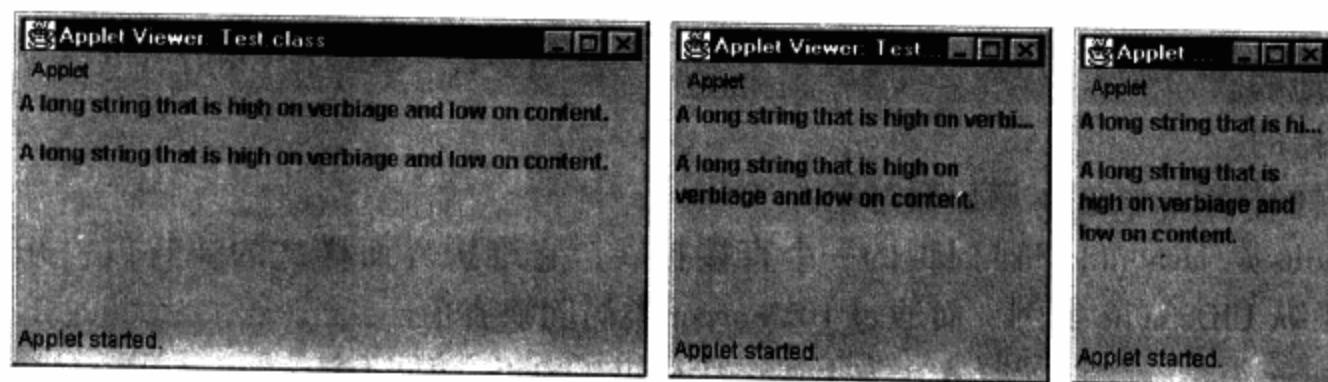 Applet Viewer: Test.class
Applet
A long string that is high on verbiage and low on content.
A long string that is high on verbiage and low on content.
Applet started.
Applet Viewer: Test...
Applet
A long string that is high on verbi...
A long string that is high on
verbiage and low on content.
Applet started.
Applet ...
Applet
A long string that is hi...
A long string that is
high on verbiage and
low on content.
Applet started.